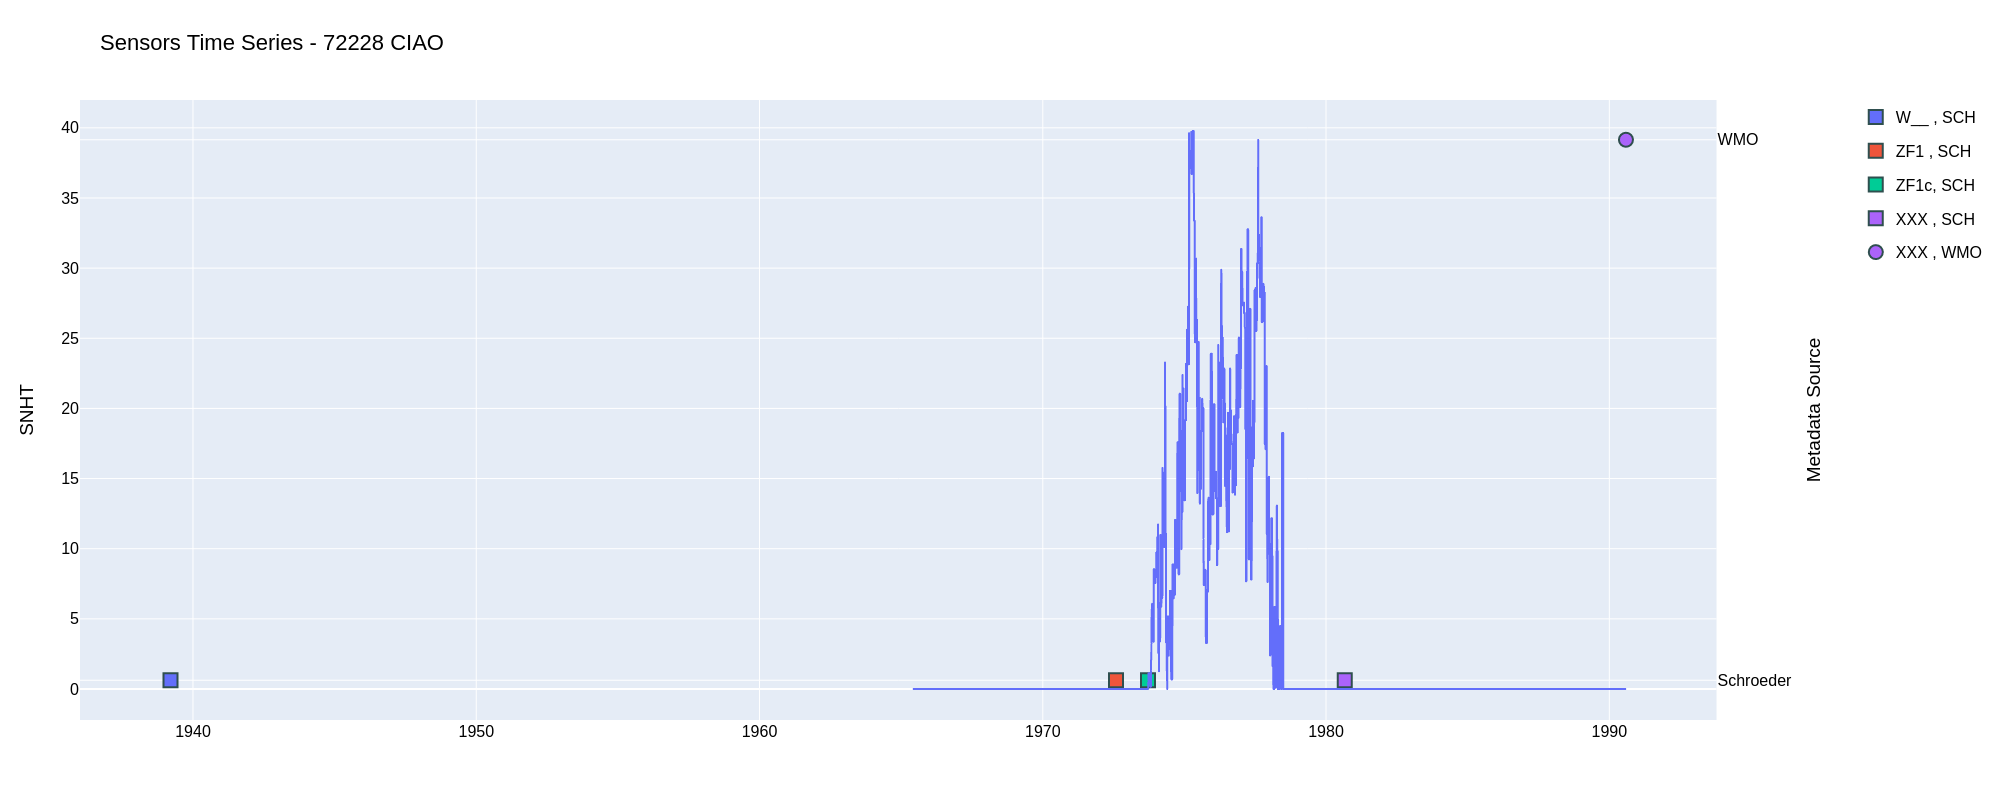 Sensors Time Series - 72228 CIAO
SNHT
40
35
30
25
20
15
10
5
0
1940
1950
1960
1970
1980
1990
WMO
Schroeder
Metadata Source
W__ , SCH
ZF1 , SCH
ZF1c, SCH
XXX , SCH
XXX , WMO